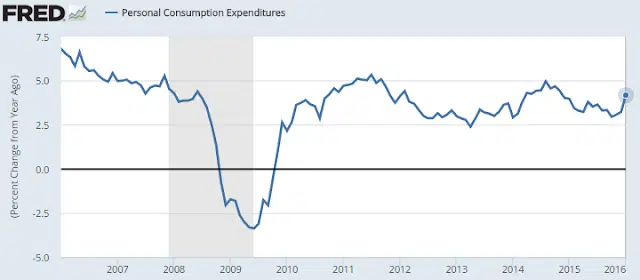 FRED
Personal Consumption Expenditures
(Percent Change from Year Ago)
7.5
5.0
2.5
0.0
-2.5
-5.0
2007 2008 2009 2010 2011 2012 2013 2014 2015 2016